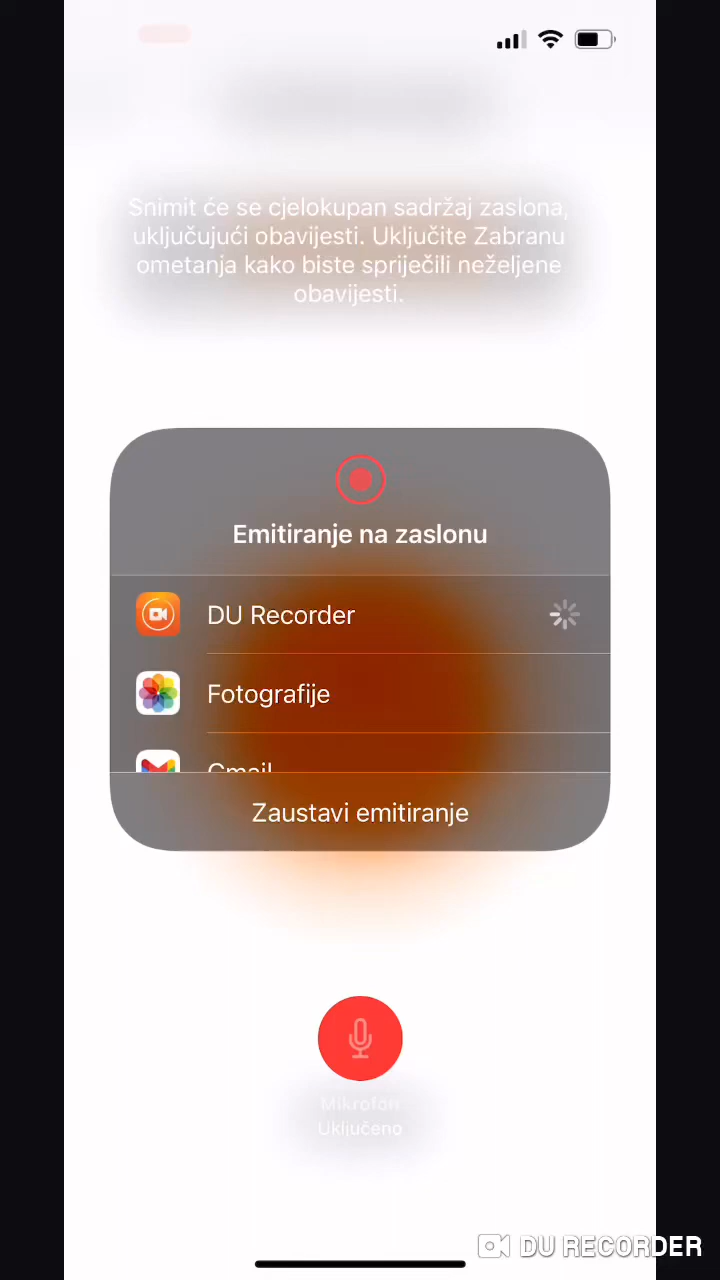 Snimit će se cjelokupan sadržaj zaslona,
uključujući obavijesti. Uključite Zabranu
ometanja kako biste spriječili neželjene
obavijesti.
Emitiranje na zaslonu
DU Recorder
Fotografije
Gmail
Zaustavi emitiranje
Mikrofon
Uključeno
DU RECORDER